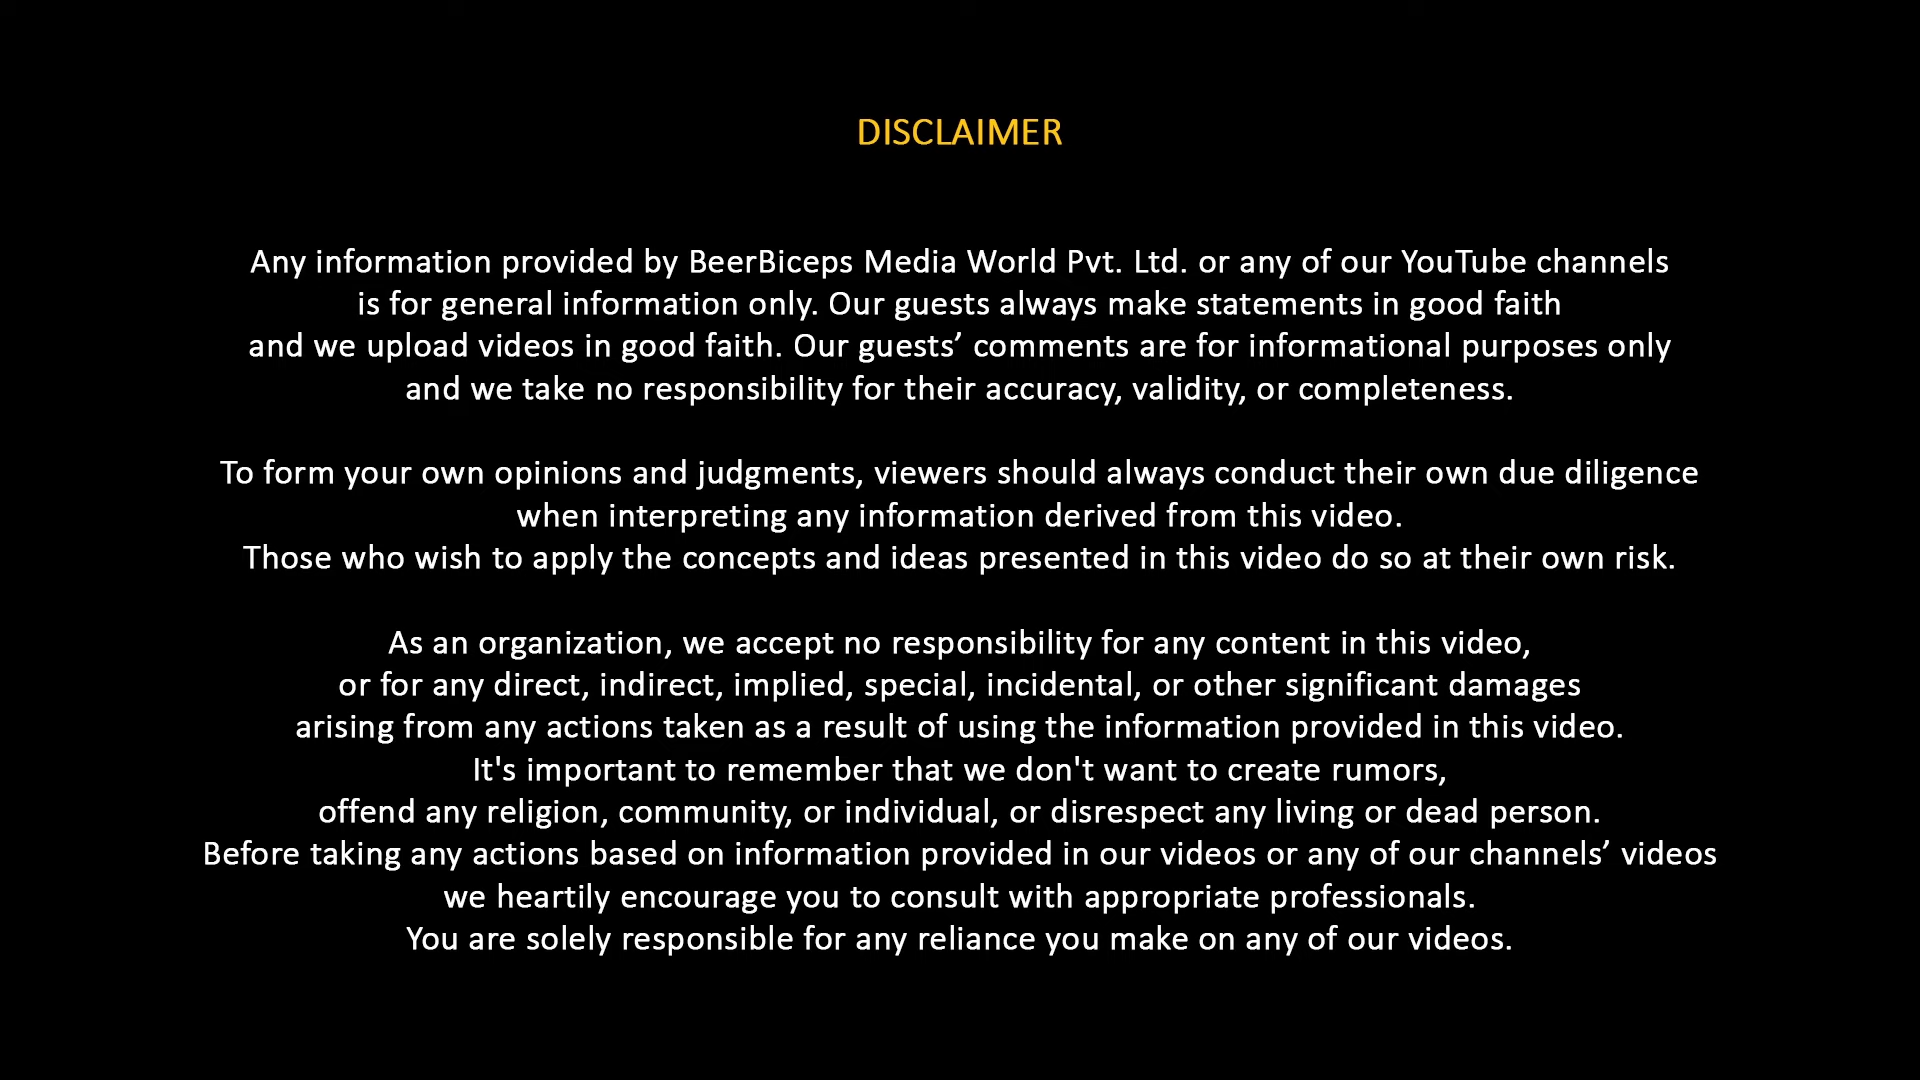 DISCLAIMER
Any information provided by BeerBiceps Media World Pvt. Ltd. or any of our YouTube channels
is for general information only. Our guests always make statements in good faith
and we upload videos in good faith. Our guests’ comments are for informational purposes only
and we take no responsibility for their accuracy, validity, or completeness.
To form your own opinions and judgments, viewers should always conduct their own due diligence
when interpreting any information derived from this video.
Those who wish to apply the concepts and ideas presented in this video do so at their own risk.
As an organization, we accept no responsibility for any content in this video,
or for any direct, indirect, implied, special, incidental, or other significant damages
arising from any actions taken as a result of using the information provided in this video.
It's important to remember that we don't want to create rumors,
offend any religion, community, or individual, or disrespect any living or dead person.
Before taking any actions based on information provided in our videos or any of our channels’ videos
we heartily encourage you to consult with appropriate professionals.
You are solely responsible for any reliance you make on any of our videos.